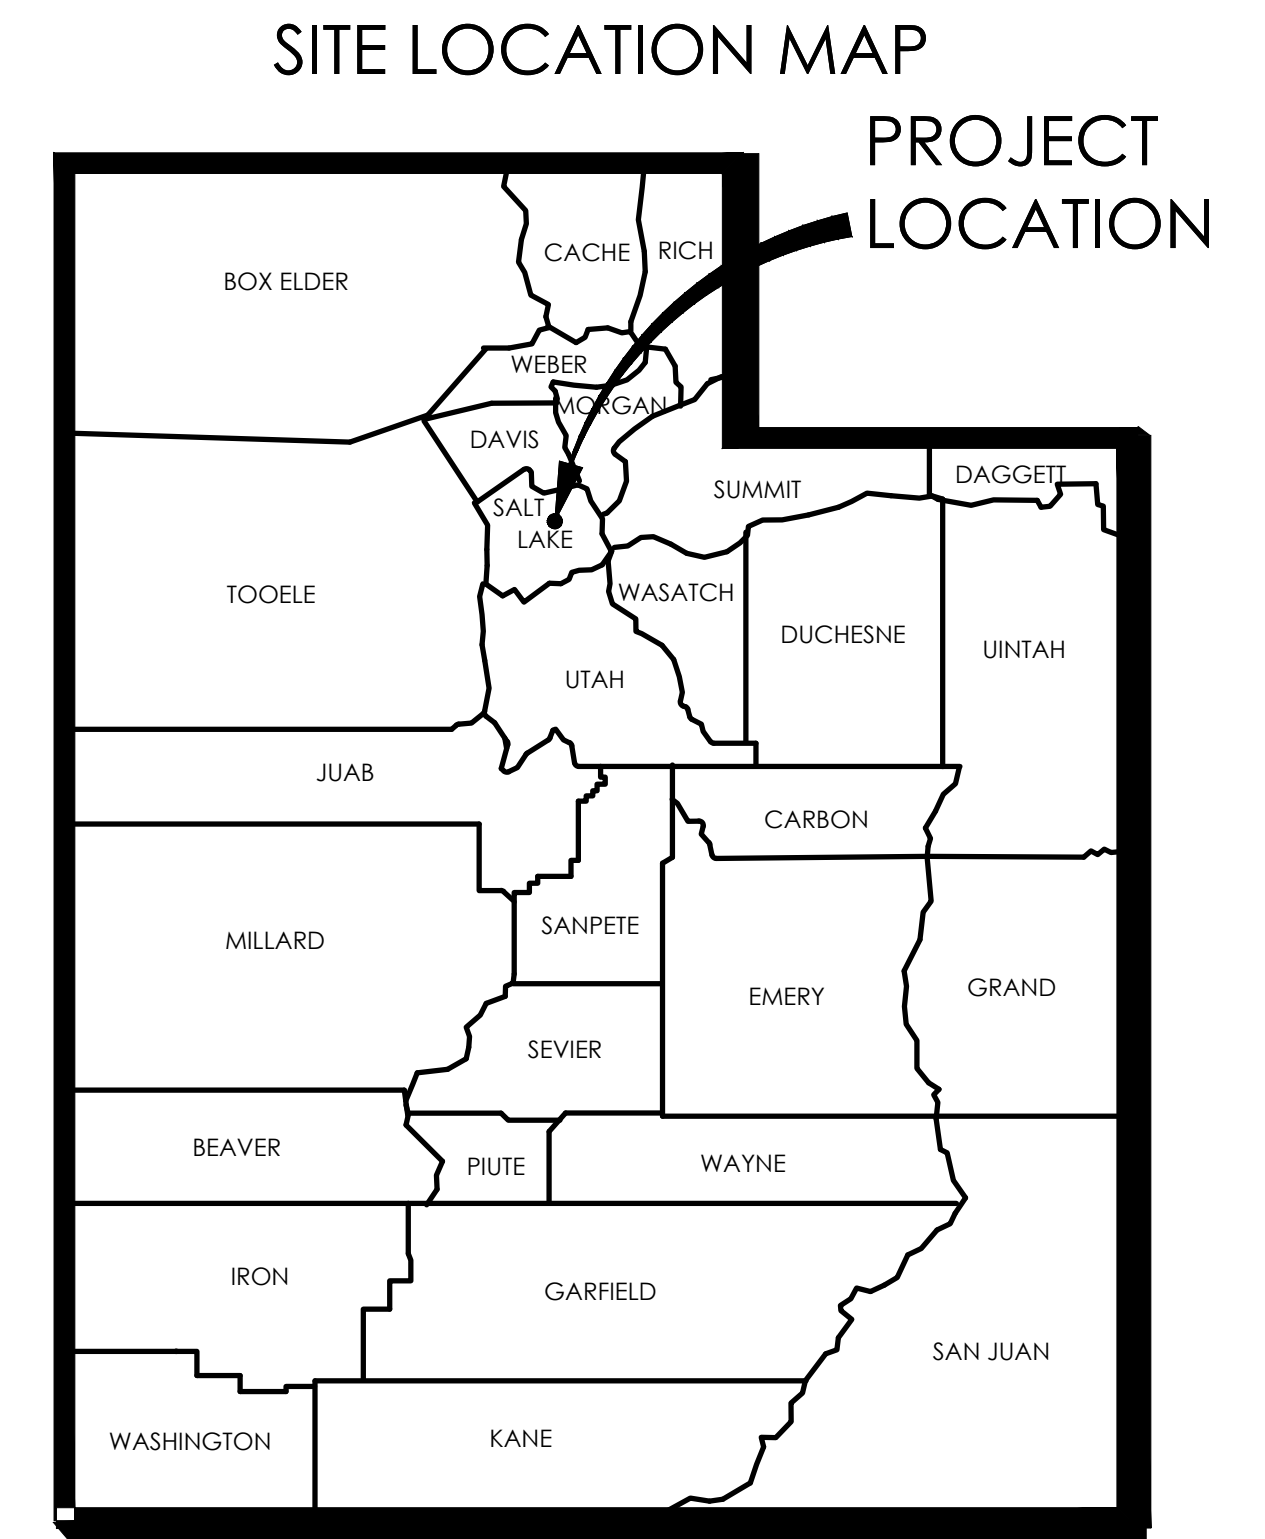 SITE LOCATION MAP
PROJECT
LOCATION
CACHE
RICH
BOX ELDER
WEBER
MORGAN
DAVIS
DAGGETT
SUMMIT
SALT
LAKE
WASATCH
TOOELE
DUCHESNE
UINTAH
UTAH
JUAB
CARBON
SANPETE
MILLARD
GRAND
EMERY
SEVIER
BEAVER
PIUTE
WAYNE
IRON
GARFIELD
SAN JUAN
WASHINGTON
KANE